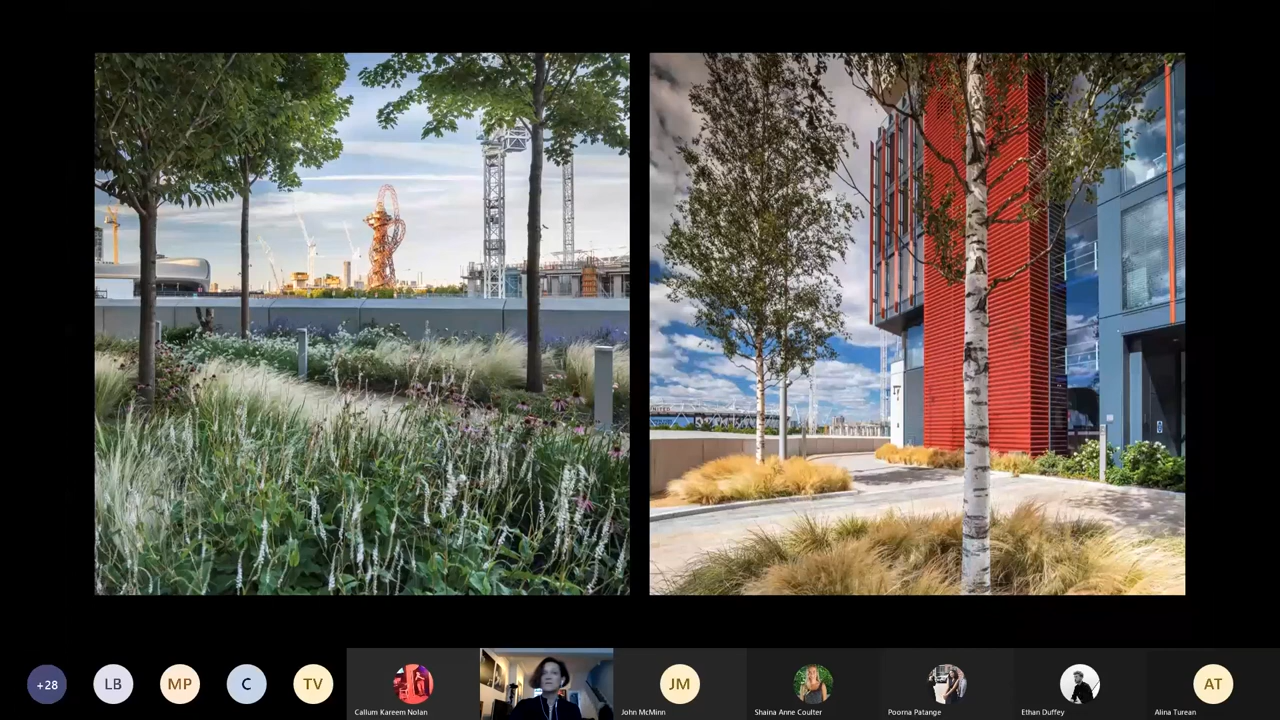 UNITED
+28
LB
MP
C
TV
Callum Kareem Nolan
JM
John McMinn
Shaina Anne Coulter
Poorna Patange
Ethan Duffey
AT
Alina Turean